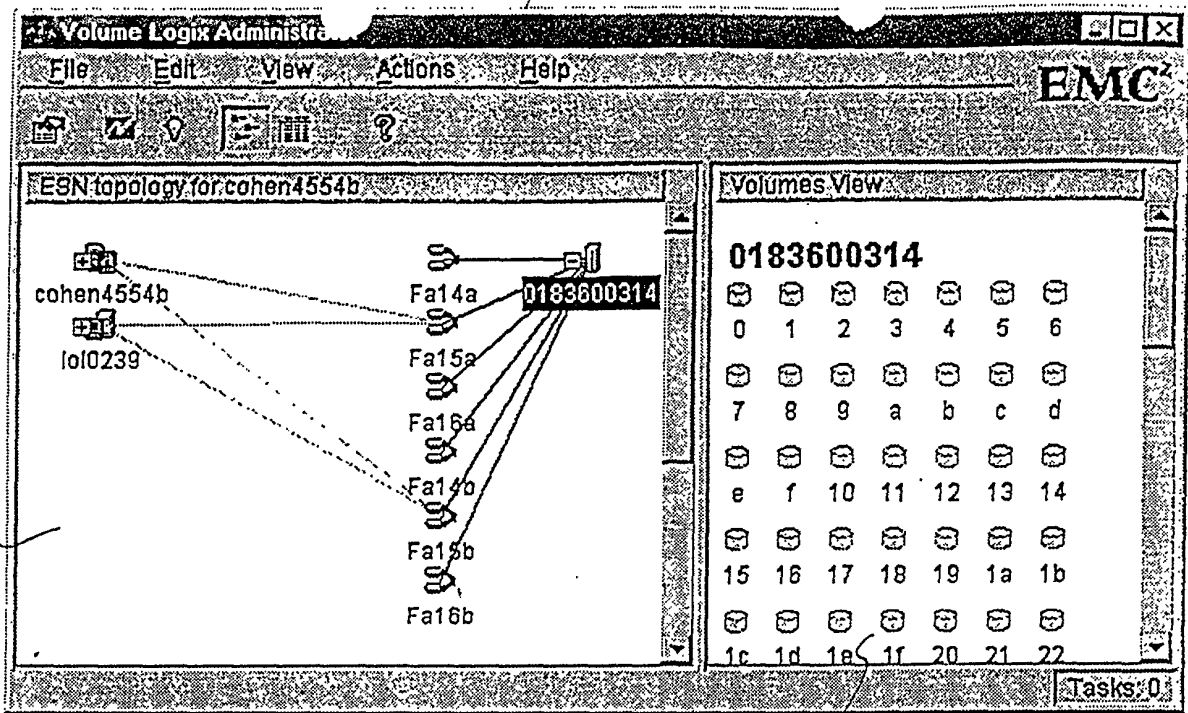 Volume Logix Administra
File Edit View Actions Help
EMC²
ESN topology for cohen4554b
cohen4554b
lol0239
Fa14a
Fa15a
Fa16a
Fa14b
Fa15b
Fa16b
0183600314
Volumes View
0183600314
0 1 2 3 4 5 6
7 8 9 a b c d
e f 10 11 12 13 14
15 16 17 18 19 1a 1b
1c 1d 1e 1f 20 21 22
Tasks: 0